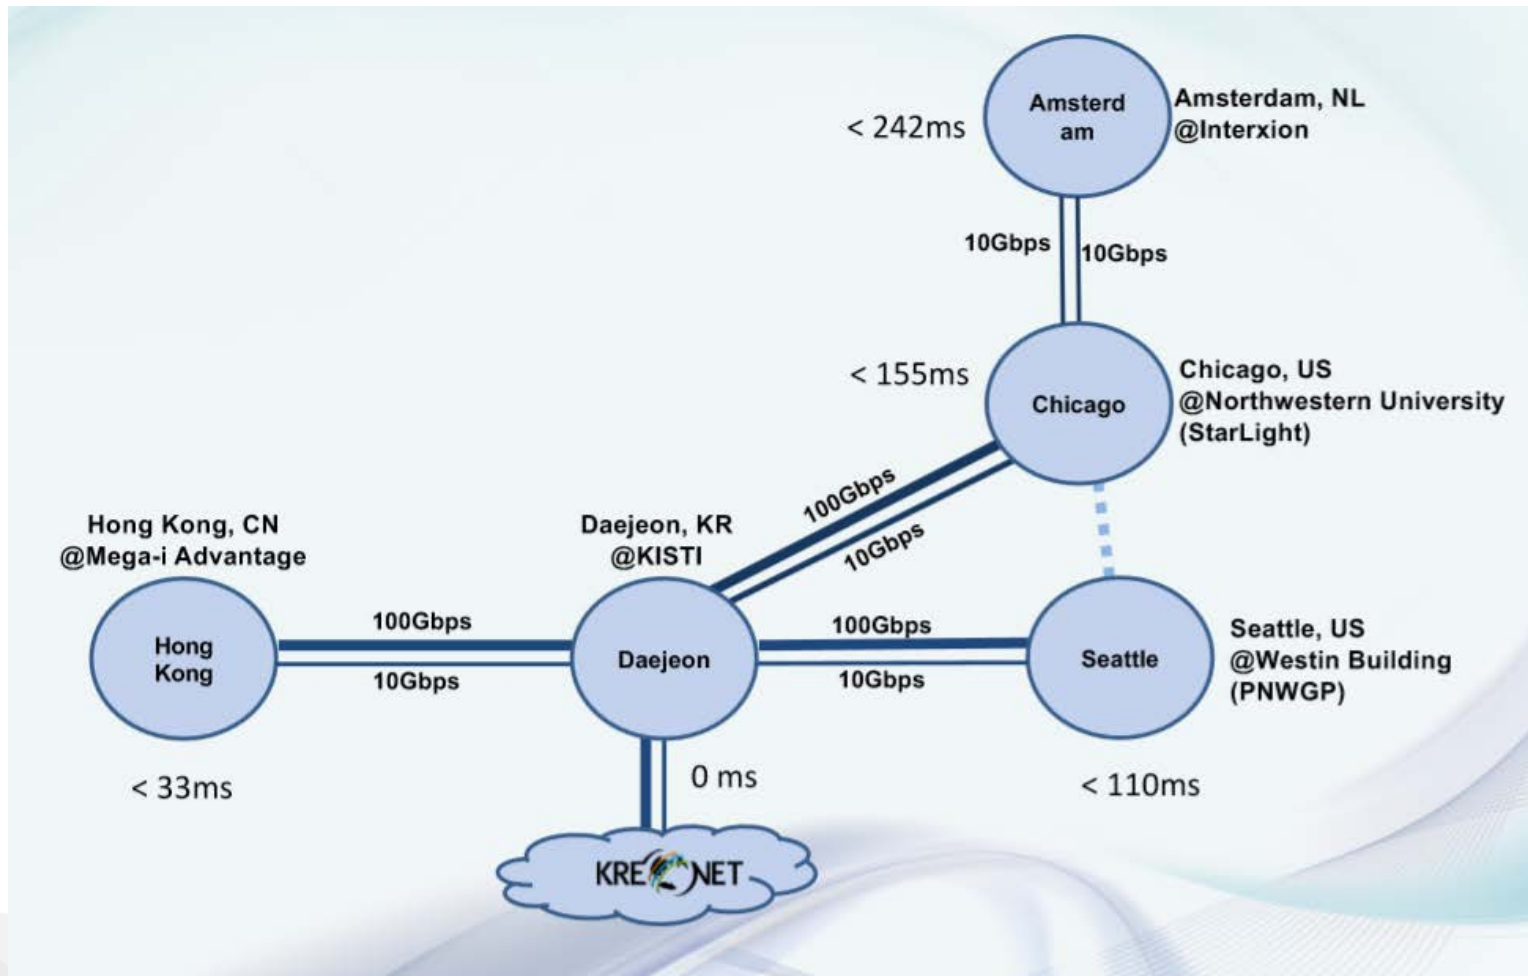 Amsterd
am
Amsterdam, NL
@Interxion
< 242ms
10Gbps
10Gbps
< 155ms
Chicago
Chicago, US
@Northwestern University
(StarLight)
100Gbps
10Gbps
Hong Kong, CN
@Mega-i Advantage
Daejeon, KR
@KISTI
Hong
Kong
100Gbps
10Gbps
Daejeon
100Gbps
10Gbps
Seattle
Seattle, US
@Westin Building
(PNWGP)
< 33ms
0 ms
< 110ms
KREONET